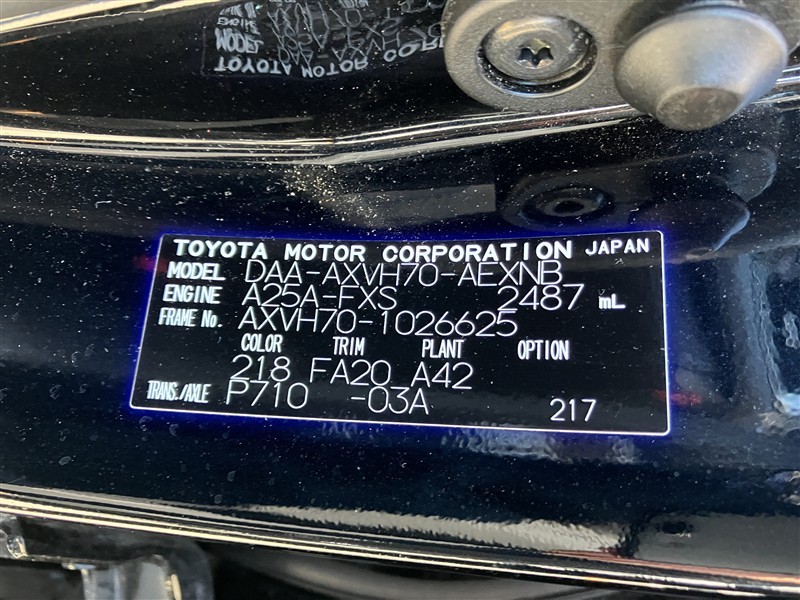 TOYOTA MOTOR CORPORATION JAPAN
MODEL DAA-AXVH70-AEXNB
ENGINE A25A-FXS 2487 mL
FRAME No. AXVH70-1026625
COLOR TRIM PLANT OPTION
218 FA20 A42
TRANS./AXLE P710 -03A 217